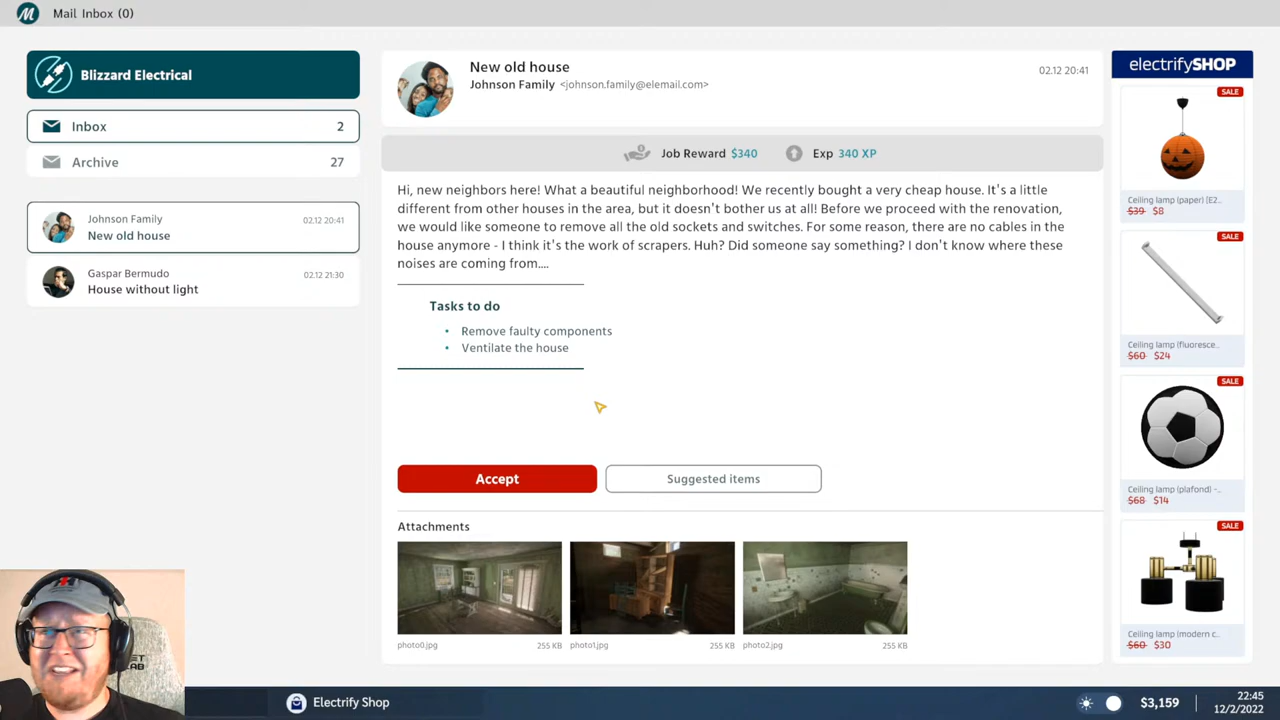 Mail Inbox (0)
Blizzard Electrical
Inbox 2
Archive 27
Johnson Family 02.12 20:41
New old house
Gaspar Bermudo 02.12 21:30
House without light
New old house
Johnson Family <johnson.family@elemail.com>
02.12 20:41
Job Reward $340 Exp 340 XP
Hi, new neighbors here! What a beautiful neighborhood! We recently bought a very cheap house. It's a little
different from other houses in the area, but it doesn't bother us at all! Before we proceed with the renovation,
we would like someone to remove all the old sockets and switches. For some reason, there are no cables in the
house anymore - I think it's the work of scrapers. Huh? Did someone say something? I don't know where these
noises are coming from....
Tasks to do
• Remove faulty components
• Ventilate the house
Accept Suggested items
Attachments
photo0.jpg 255 KB photo1.jpg 255 KB photo2.jpg 255 KB
electrifySHOP
SALE
Ceiling lamp (paper) (E2...
$39 $8
SALE
Ceiling lamp (fluoresce...
$60 $24
SALE
Ceiling lamp (plafond) -...
$68 $14
SALE
Ceiling lamp (modern c...
$60 $30
Electrify Shop
$3,159
22:45
12/2/2022